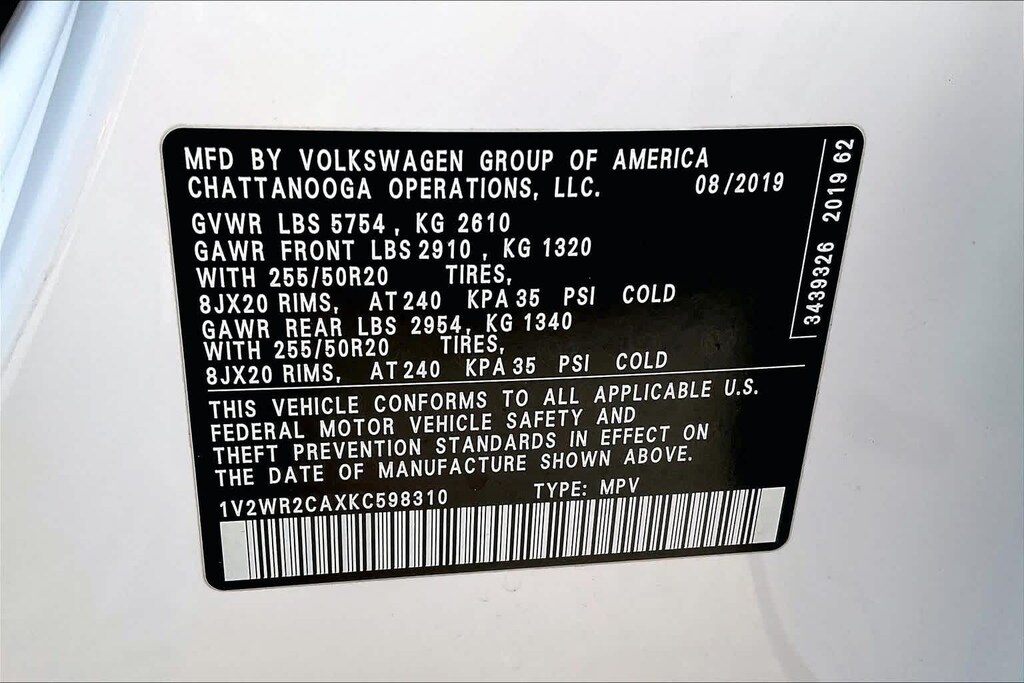 MFD BY VOLKSWAGEN GROUP OF AMERICA
CHATTANOOGA OPERATIONS, LLC. 08/2019
GVWR LBS 5754 , KG 2610
GAWR FRONT LBS 2910 , KG 1320
WITH 255/50R20 TIRES,
8JX20 RIMS, AT 240 KPA 35 PSI COLD
GAWR REAR LBS 2954, KG 1340
WITH 255/50R20 TIRES,
8JX20 RIMS, AT 240 KPA 35 PSI COLD
THIS VEHICLE CONFORMS TO ALL APPLICABLE U.S.
FEDERAL MOTOR VEHICLE SAFETY AND
THEFT PREVENTION STANDARDS IN EFFECT ON
THE DATE OF MANUFACTURE SHOWN ABOVE.
1V2WR2CAXKC598310 TYPE: MPV
3439326 2019 62